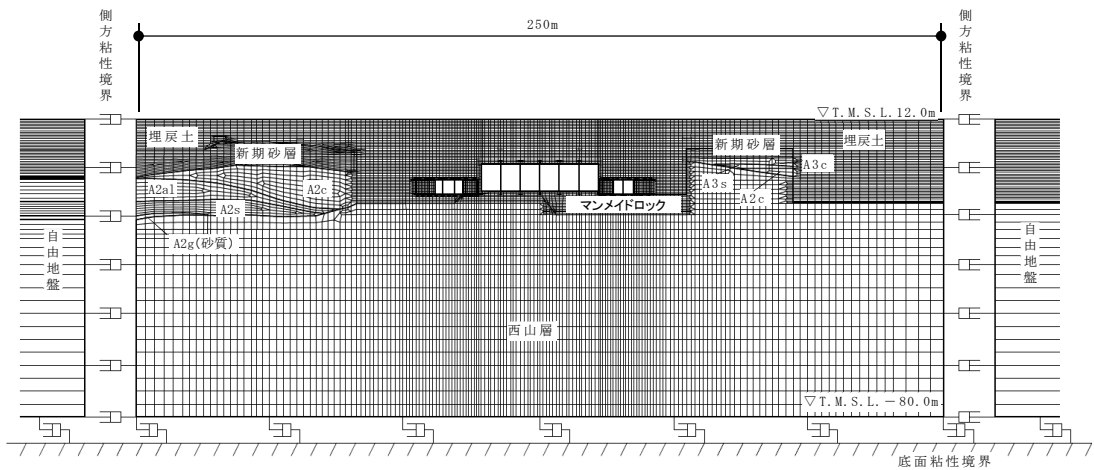 側方粘性境界
250m
側方粘性境界
▽T.M.S.L.12.0m
埋戻土
新期砂層
新期砂層
埋戻土
A2al
A2c
A3s
A3c
A2s
A2c
マンメイドロック
A2g(砂質)
自由地盤
自由地盤
西山層
▽T.M.S.L.－80.0m
底面粘性境界